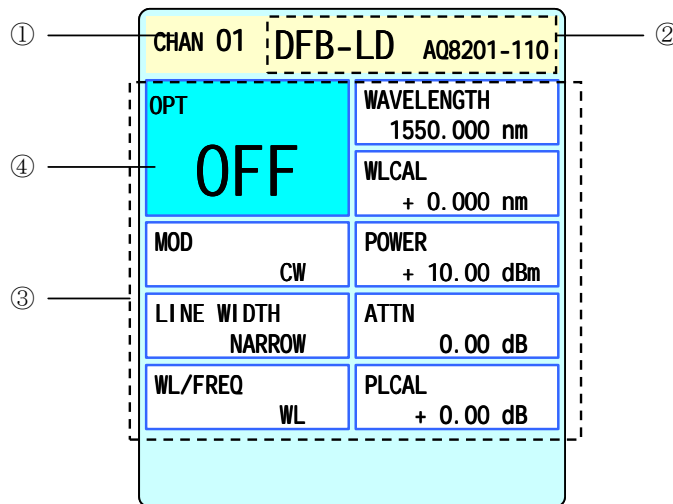 ① CHAN 01 DFB-LD AQ8201-110 ②
OPT
④ OFF
WAVELENGTH
1550.000 nm
WLCAL
+ 0.000 nm
MOD
CW
POWER
+ 10.00 dBm
③
LINE WIDTH
NARROW
ATTN
0.00 dB
WL/FREQ
WL
PLCAL
+ 0.00 dB